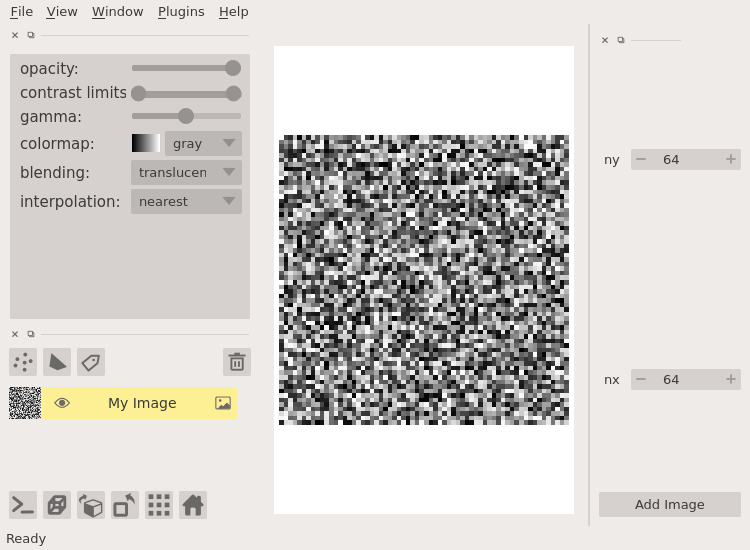 File View Window Plugins Help
opacity:
contrast limits
gamma:
colormap: gray
blending: translucen
interpolation: nearest
My Image
ny 64
nx 64
Add Image
Ready